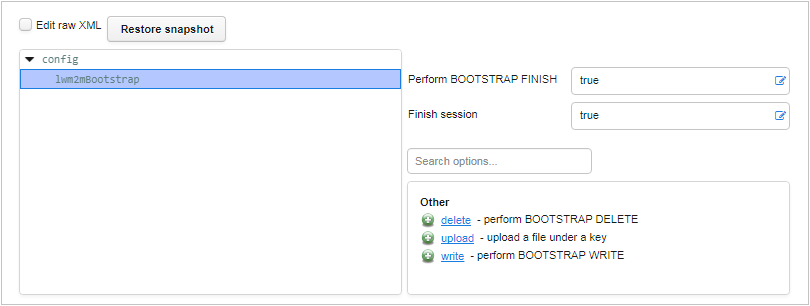 Edit raw XML Restore snapshot
config
lwm2mBootstrap
Perform BOOTSTRAP FINISH true
Finish session true
Search options...
Other
delete - perform BOOTSTRAP DELETE
upload - upload a file under a key
write - perform BOOTSTRAP WRITE